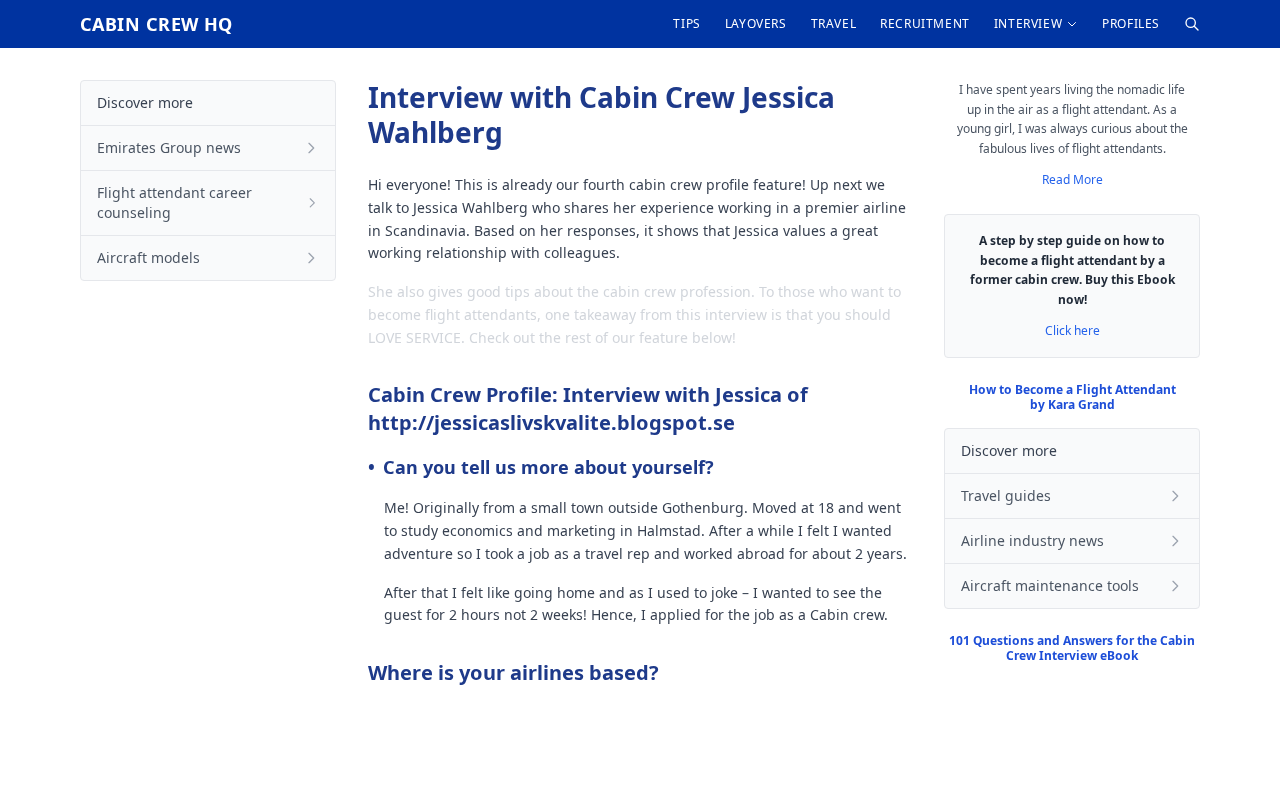 CABIN CREW HQ
TIPS LAYOVERS TRAVEL RECRUITMENT INTERVIEW PROFILES
Discover more
Emirates Group news
Flight attendant career
counseling
Aircraft models
Interview with Cabin Crew Jessica
Wahlberg
Hi everyone! This is already our fourth cabin crew profile feature! Up next we
talk to Jessica Wahlberg who shares her experience working in a premier airline
in Scandinavia. Based on her responses, it shows that Jessica values a great
working relationship with colleagues.
She also gives good tips about the cabin crew profession. To those who want to
become flight attendants, one takeaway from this interview is that you should
LOVE SERVICE. Check out the rest of our feature below!
Cabin Crew Profile: Interview with Jessica of
http://jessicaslivskvalite.blogspot.se
• Can you tell us more about yourself?
Me! Originally from a small town outside Gothenburg. Moved at 18 and went
to study economics and marketing in Halmstad. After a while I felt I wanted
adventure so I took a job as a travel rep and worked abroad for about 2 years.
After that I felt like going home and as I used to joke – I wanted to see the
guest for 2 hours not 2 weeks! Hence, I applied for the job as a Cabin crew.
Where is your airlines based?
I have spent years living the nomadic life
up in the air as a flight attendant. As a
young girl, I was always curious about the
fabulous lives of flight attendants.
Read More
A step by step guide on how to
become a flight attendant by a
former cabin crew. Buy this Ebook
now!
Click here
How to Become a Flight Attendant
by Kara Grand
Discover more
Travel guides
Airline industry news
Aircraft maintenance tools
101 Questions and Answers for the Cabin
Crew Interview eBook